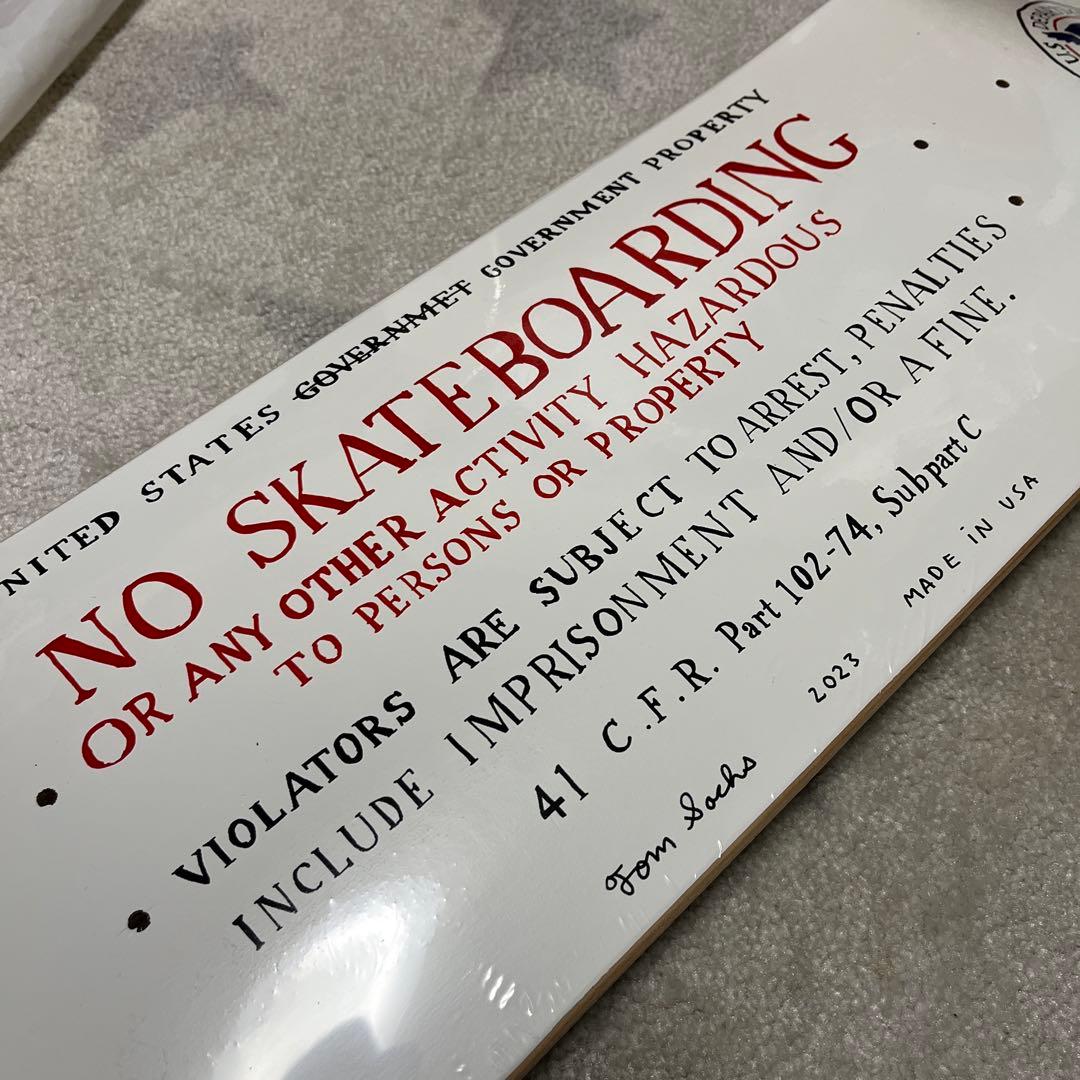 NITED STATES GOVERNMET GOVERNMENT PROPERTY
NO SKATEBOARDING
OR ANY OTHER ACTIVITY HAZARDOUS
TO PERSONS OR PROPERTY
VIOLATORS ARE SUBJECT TO ARREST, PENALTIES
INCLUDE IMPRISONMENT AND/OR A FINE.
41 C.F.R. Part 102-74, Subpart C
Tom Sachs 2023 MADE iN USA